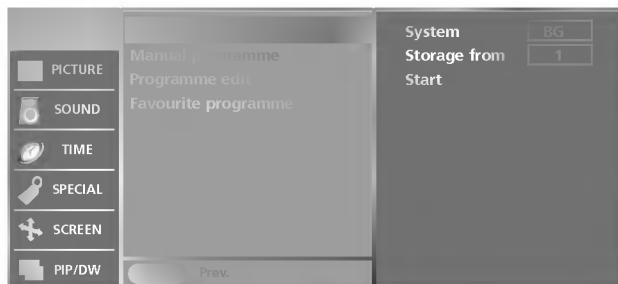 PICTURE
SOUND
TIME
SPECIAL
SCREEN
PIP/DW
Manual programme
Programme edit
Favourite programme
Prev.
System BG
Storage from 1
Start